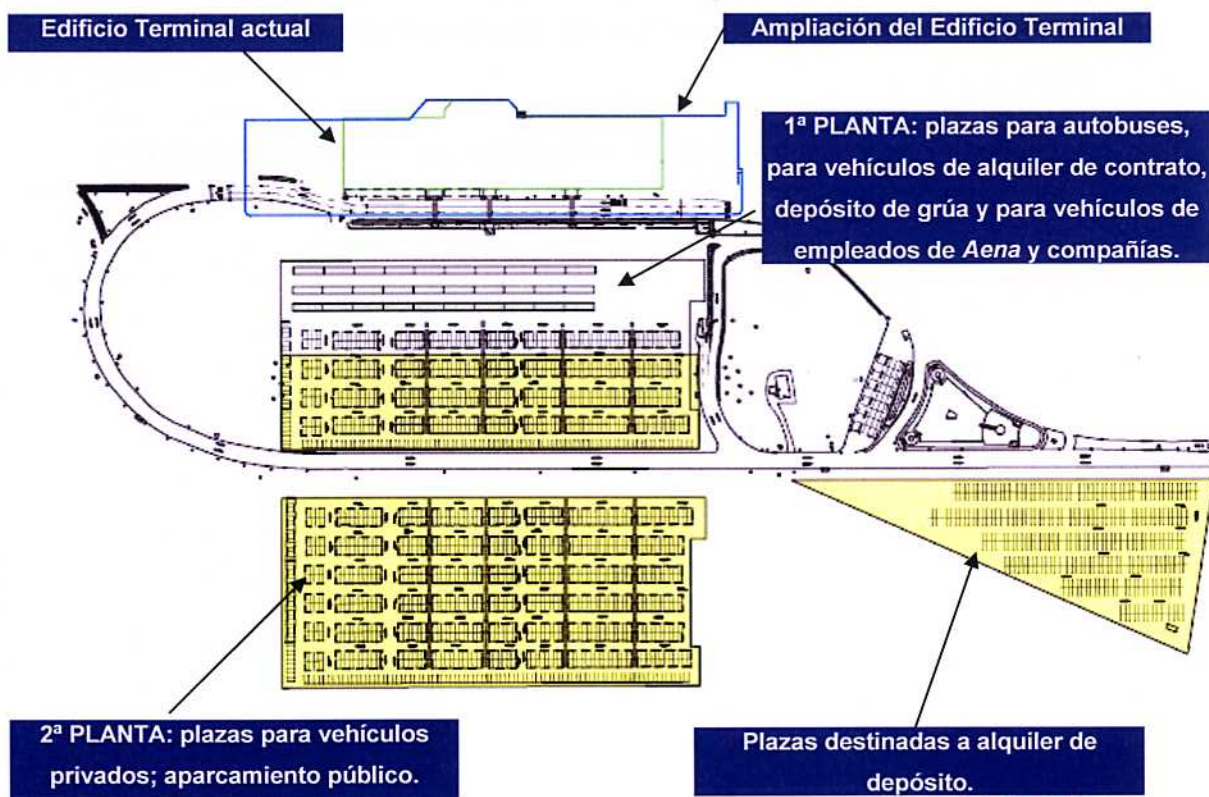 Edificio Terminal actual
Ampliación del Edificio Terminal
1ª PLANTA: plazas para autobuses,
para vehículos de alquiler de contrato,
depósito de grúa y para vehículos de
empleados de Aena y compañías.
2ª PLANTA: plazas para vehículos
privados; aparcamiento público.
Plazas destinadas a alquiler de
depósito.